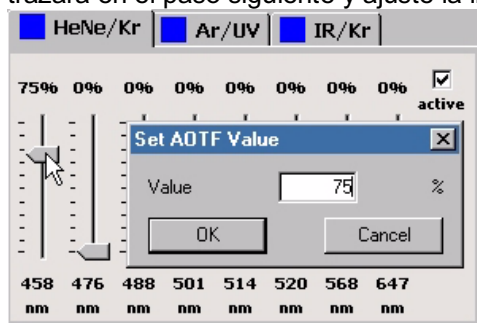 trazará en el paso siguiente y ajuste la
HeNe/Kr Ar/UV IR/Kr
75% 0% 0% 0% 0% 0% 0% 0% active
Set AOTF Value
Value 75 %
OK Cancel
458 476 488 501 514 520 568 647
nm nm nm nm nm nm nm nm